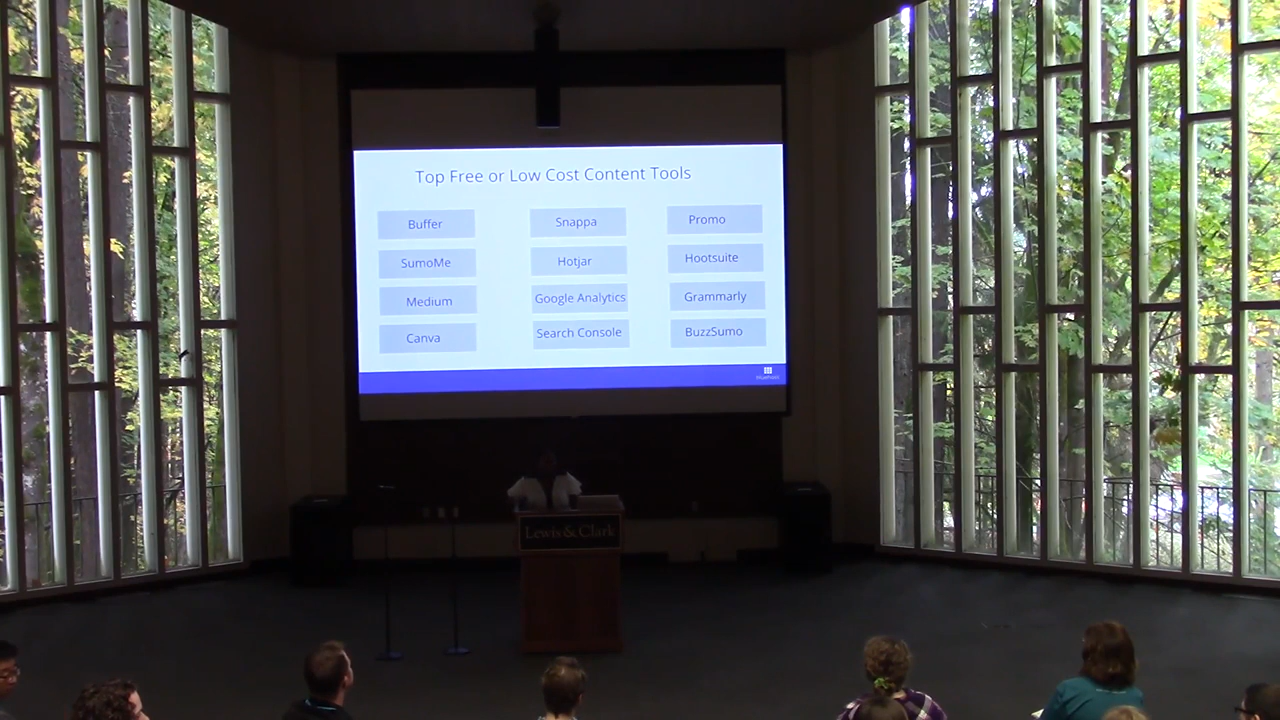 Top Free or Low Cost Content Tools
Buffer
Snappa
Promo
SumoMe
Hotjar
Hootsuite
Medium
Google Analytics
Grammarly
Canva
Search Console
BuzzSumo
Lewis & Clark